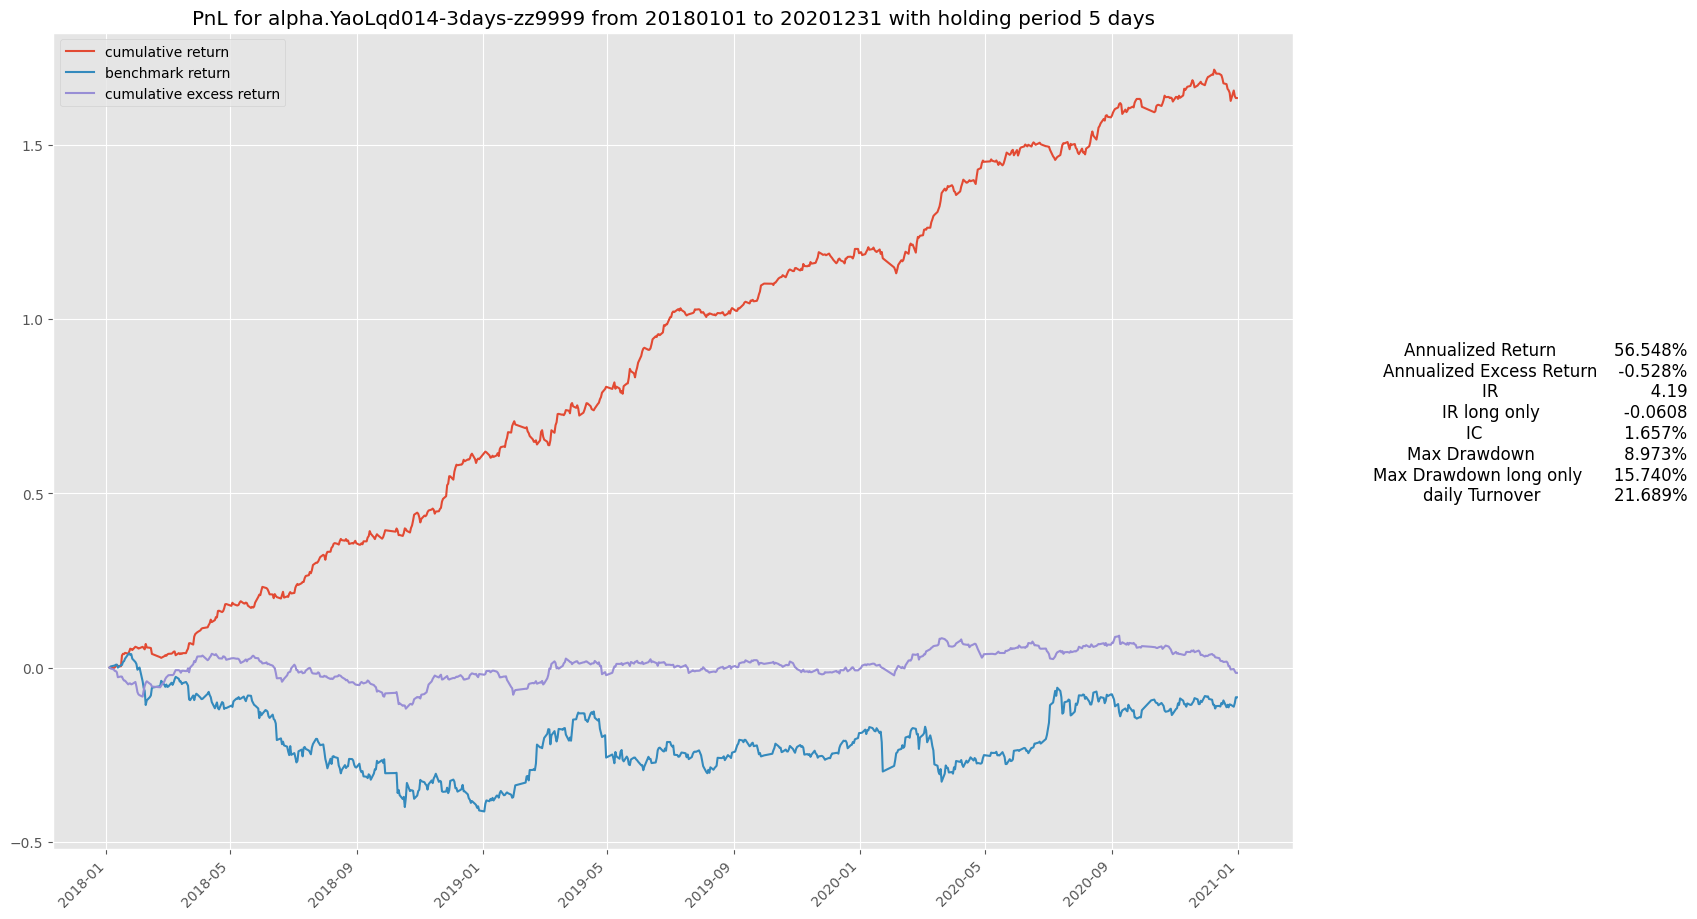 PnL for alpha.YaoLqd014-3days-zz9999 from 20180101 to 20201231 with holding period 5 days
cumulative return
benchmark return
cumulative excess return
1.5
1.0
0.5
0.0
−0.5
2018-01
2018-05
2018-09
2019-01
2019-05
2019-09
2020-01
2020-05
2020-09
2021-01
Annualized Return 56.548%
Annualized Excess Return -0.528%
IR 4.19
IR long only -0.0608
IC 1.657%
Max Drawdown 8.973%
Max Drawdown long only 15.740%
daily Turnover 21.689%